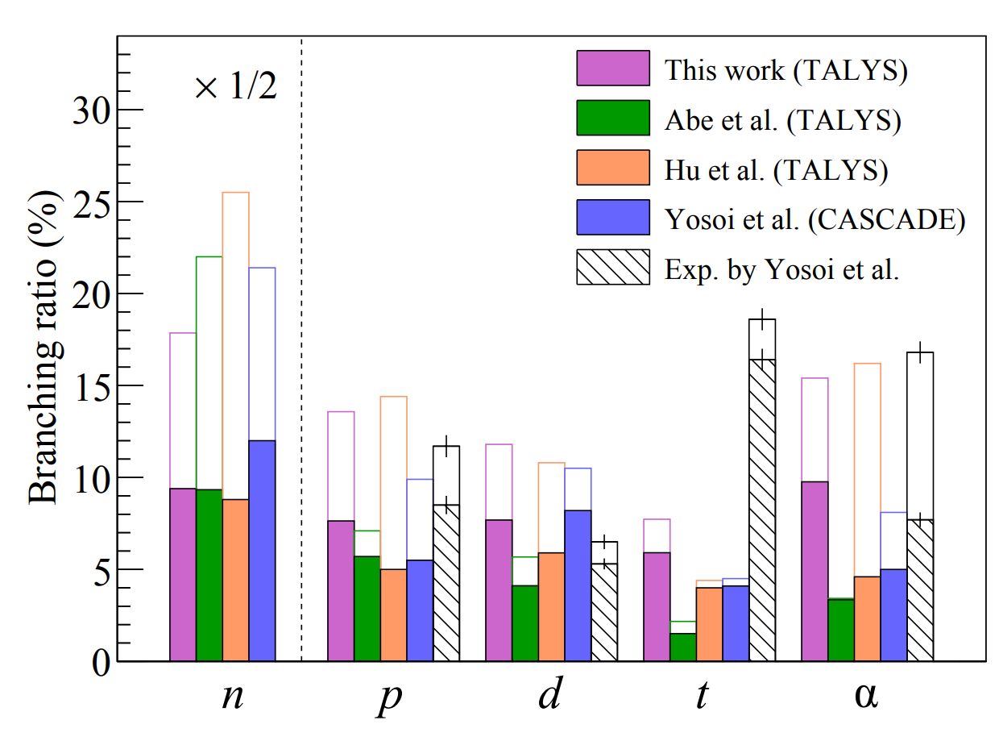 × 1/2
This work (TALYS)
Abe et al. (TALYS)
Hu et al. (TALYS)
Yosoi et al. (CASCADE)
Exp. by Yosoi et al.
Branching ratio (%)
30
25
20
15
10
5
0
n p d t α